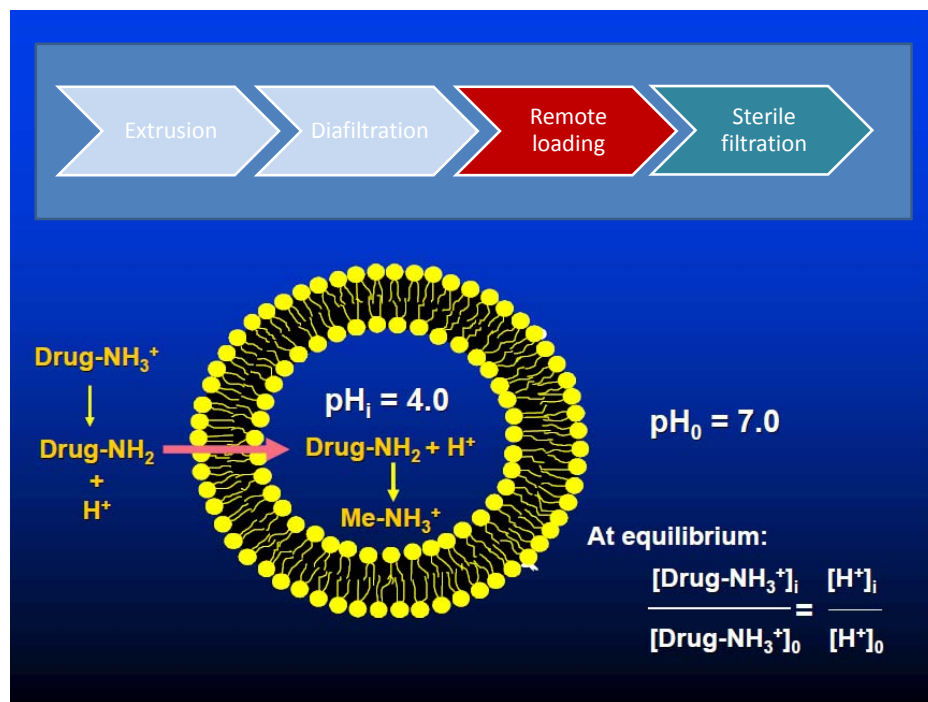 Extrusion
Diafiltration
Remote
loading
Sterile
filtration
Drug-NH₃⁺
Drug-NH₂
+
H⁺
pHᵢ = 4.0
Drug-NH₂ + H⁺
Me-NH₃⁺
pH₀ = 7.0
At equilibrium:
[Drug-NH₃⁺]ᵢ [H⁺]ᵢ
=
[Drug-NH₃⁺]₀ [H⁺]₀